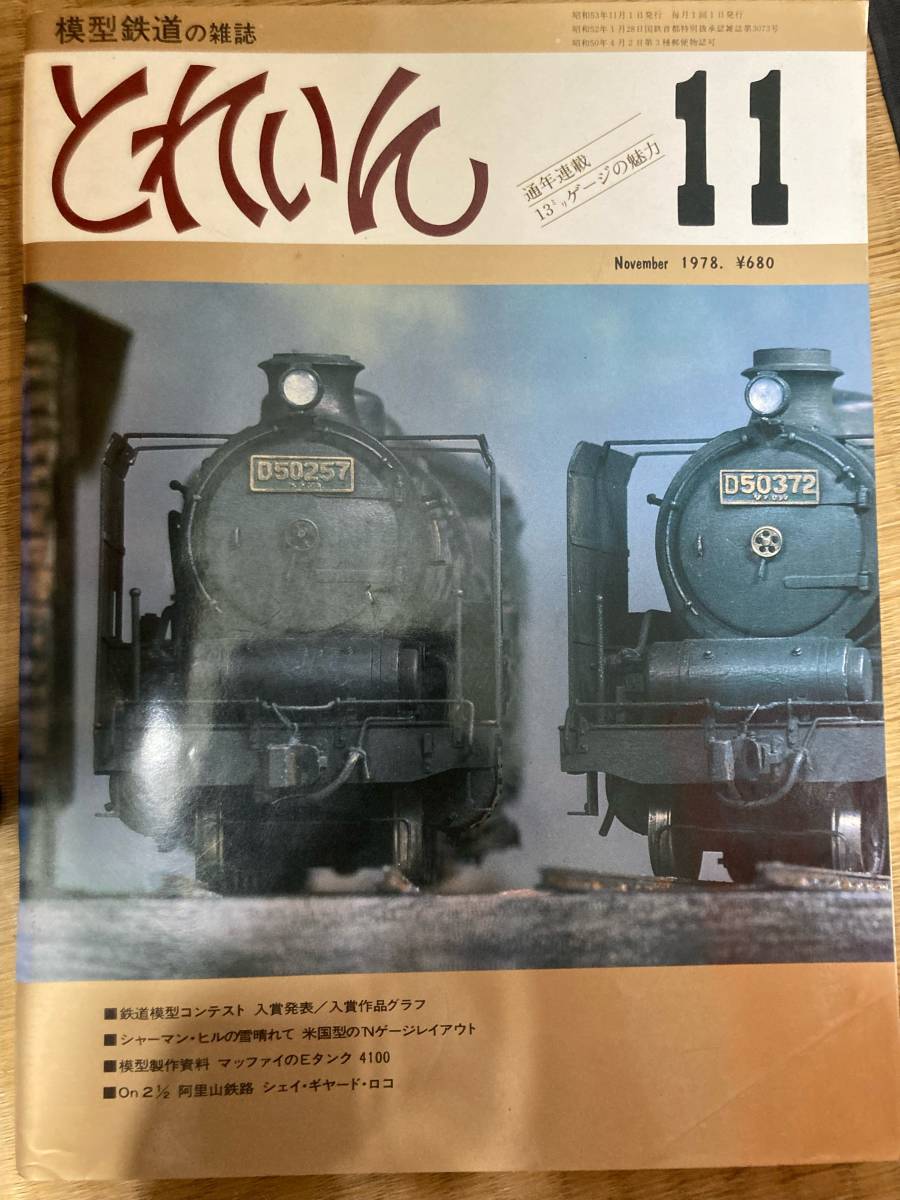 模型鉄道の雑誌
昭和53年11月1日発行 毎月1回1日発行
昭和52年1月28日国鉄首都特別扱承認雑誌第3073号
昭和50年4月2日第3種郵便物認可
とれいん
通年連載
13ミリゲージの魅力
11
November 1978. ¥680
D50257
D50372
■鉄道模型コンテスト 入賞発表/入賞作品グラフ
■シャーマン・ヒルの雪晴れて 米国型のNゲージレイアウト
■模型製作資料 マッファイのEタンク 4100
■On2½ 阿里山鉄路 シェイ・ギヤード・ロコ